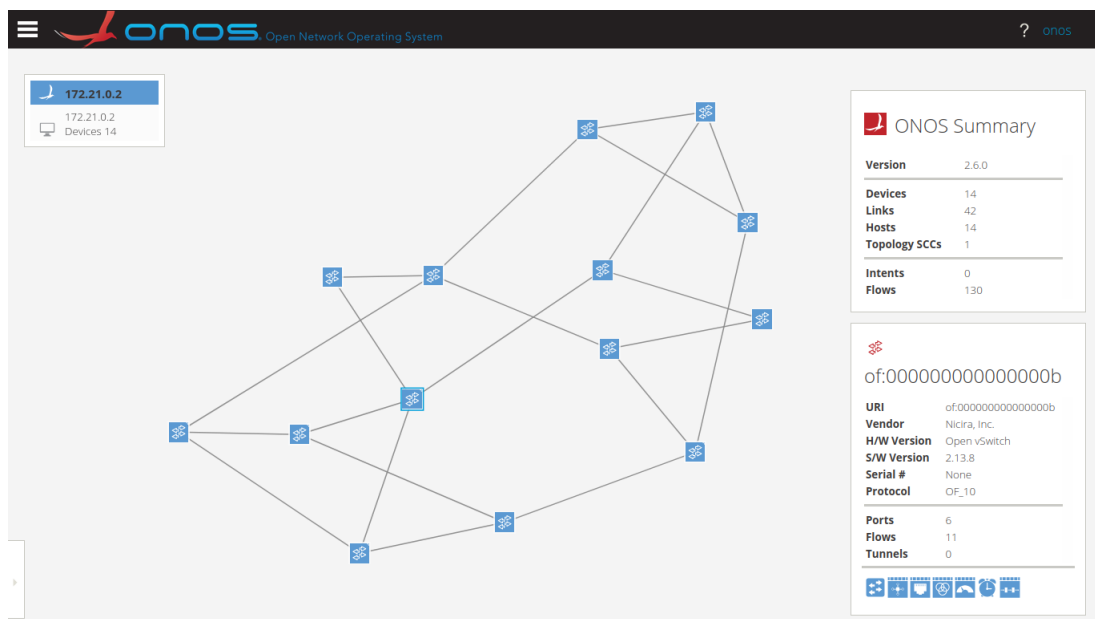 onos. Open Network Operating System
? onos
172.21.0.2
172.21.0.2
Devices 14
ONOS Summary
Version 2.6.0
Devices 14
Links 42
Hosts 14
Topology SCCs 1
Intents 0
Flows 130
of:000000000000000b
URI of:000000000000000b
Vendor Nicira, Inc.
H/W Version Open vSwitch
S/W Version 2.13.8
Serial # None
Protocol OF_10
Ports 6
Flows 11
Tunnels 0